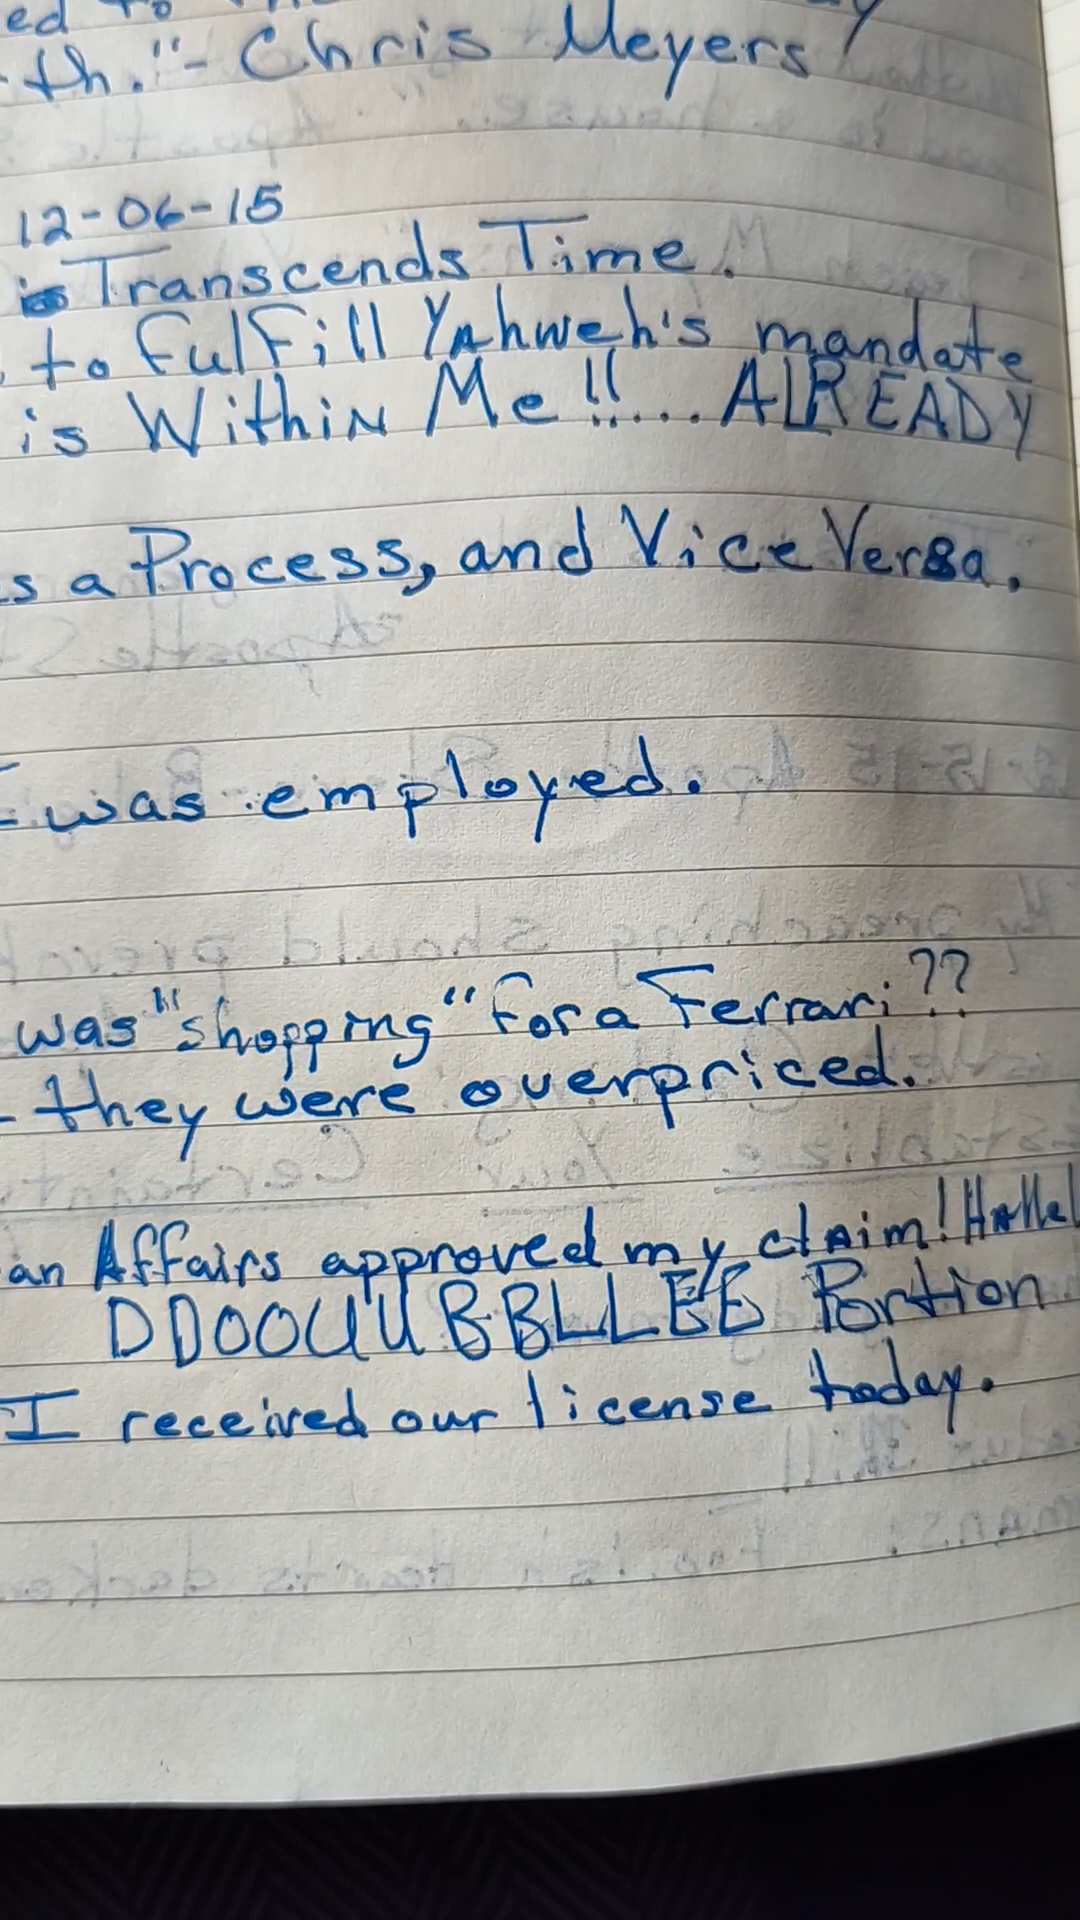 ed to
th." - Chris Meyers
12-06-15
Transcends Time.
to fulfill Yahweh's mandate
is Within Me!!....ALREADY
s a Process, and Vice Versa.
I was employed.
was "shopping" for a Ferrari??
- they were overpriced.
an Affairs approved my claim! Hallel
DDOOUUBBLLEE Portion
I received our license today.